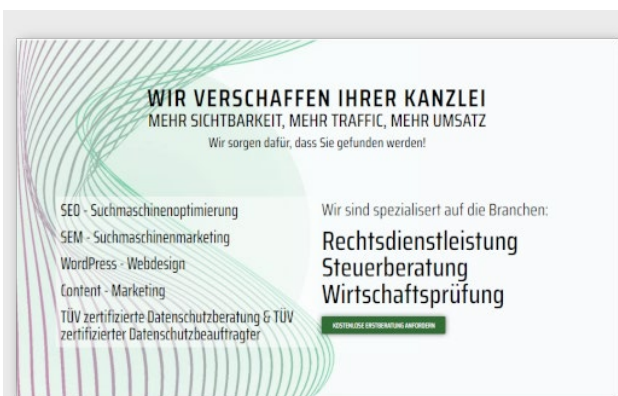 WIR VERSCHAFFEN IHRER KANZLEI
MEHR SICHTBARKEIT, MEHR TRAFFIC, MEHR UMSATZ
Wir sorgen dafür, dass Sie gefunden werden!
SEO - Suchmaschinenoptimierung
SEM - Suchmaschinenmarketing
WordPress - Webdesign
Content - Marketing
TÜV zertifizierte Datenschutzberatung & TÜV
zertifizierter Datenschutzbeauftragter
Wir sind spezialisert auf die Branchen:
Rechtsdienstleistung
Steuerberatung
Wirtschaftsprüfung
KOSTENLOSE ERSTBERATUNG ANFORDERN